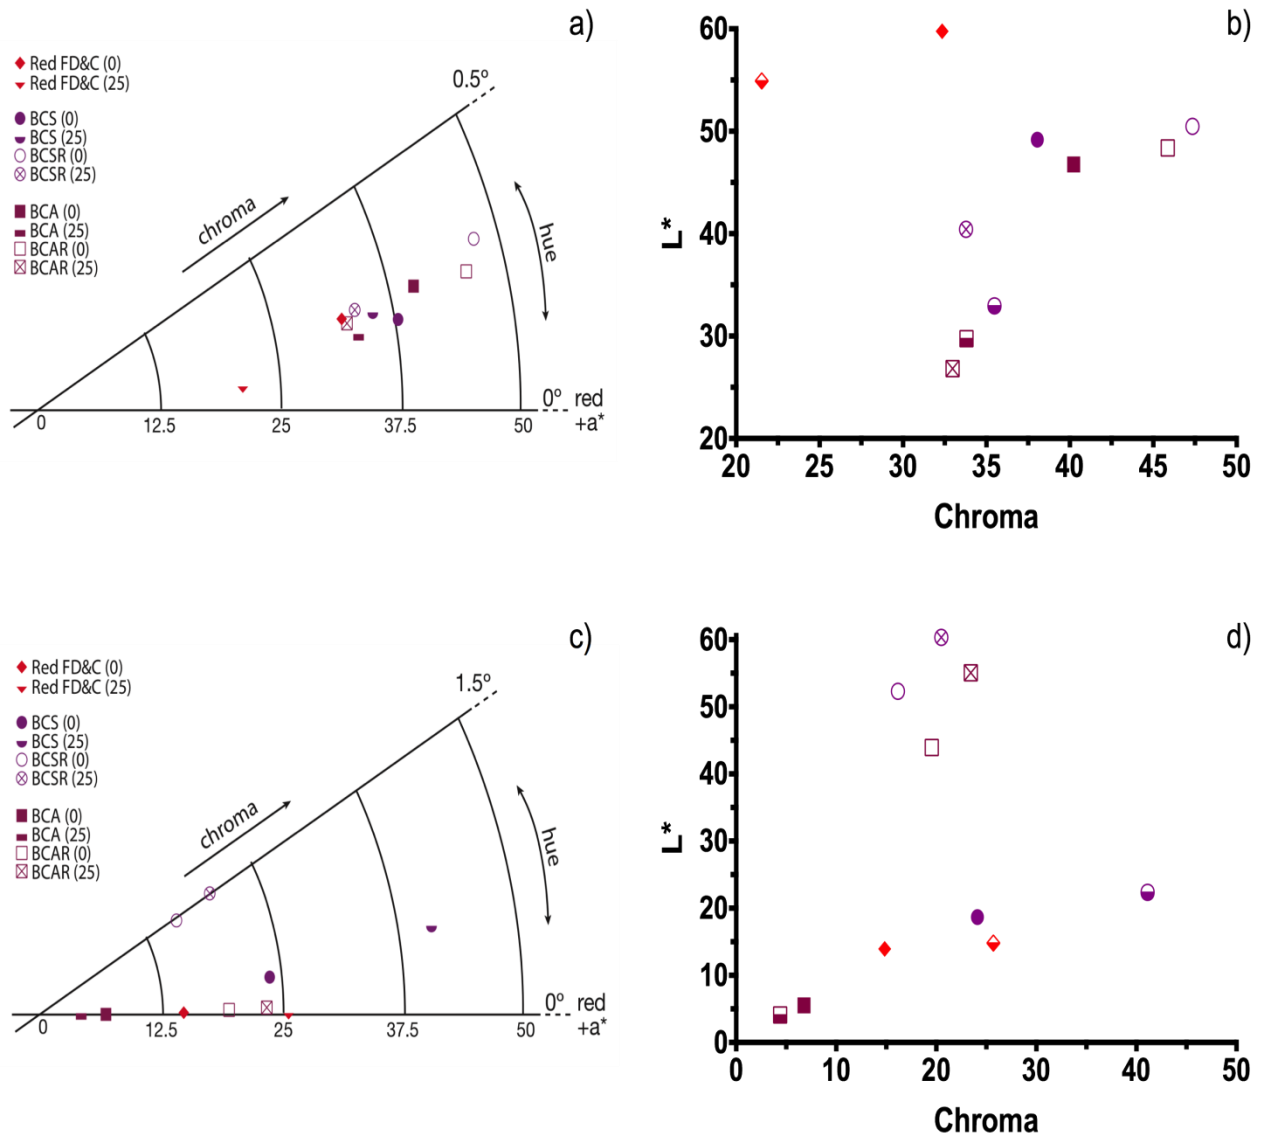 a)
Red FD&C (0)
Red FD&C (25)
BCS (0)
BCS (25)
BCSR (0)
BCSR (25)
BCA (0)
BCA (25)
BCAR (0)
BCAR (25)
chroma
0.5º
hue
0º red
+a*
0 12.5 25 37.5 50
b)
60
50
40
30
20
L*
20 25 30 35 40 45 50
Chroma
c)
Red FD&C (0)
Red FD&C (25)
BCS (0)
BCS (25)
BCSR (0)
BCSR (25)
BCA (0)
BCA (25)
BCAR (0)
BCAR (25)
chroma
1.5º
hue
0º red
+a*
0 12.5 25 37.5 50
d)
60
50
40
30
20
10
0
L*
0 10 20 30 40 50
Chroma